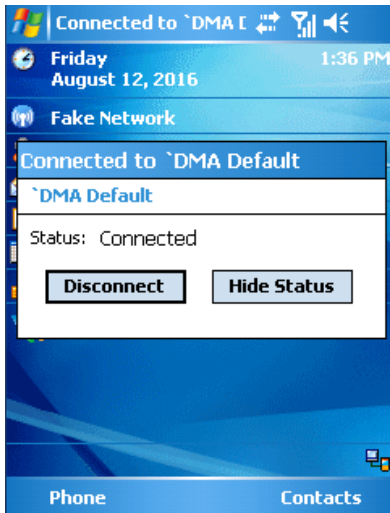 Connected to `DMA D
Friday
1:36 PM
August 12, 2016
Fake Network
Connected to `DMA Default
`DMA Default
Status: Connected
Disconnect Hide Status
Phone Contacts